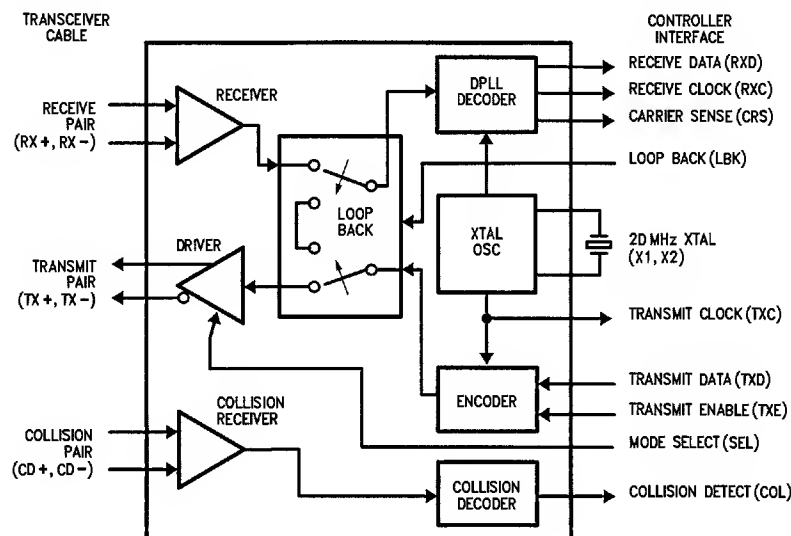 TRANSCEIVER
CABLE
CONTROLLER
INTERFACE
RECEIVE
PAIR
(RX+, RX-)
RECEIVER
DPLL
DECODER
RECEIVE DATA (RXD)
RECEIVE CLOCK (RXC)
CARRIER SENSE (CRS)
LOOP BACK (LBK)
LOOP
BACK
XTAL
OSC
2D MHz XTAL
(X1, X2)
DRIVER
TRANSMIT
PAIR
(TX+, TX-)
TRANSMIT CLOCK (TXC)
ENCODER
TRANSMIT DATA (TXD)
TRANSMIT ENABLE (TXE)
MODE SELECT (SEL)
COLLISION
RECEIVER
COLLISION
PAIR
(CD+, CD-)
COLLISION
DECODER
COLLISION DETECT (COL)